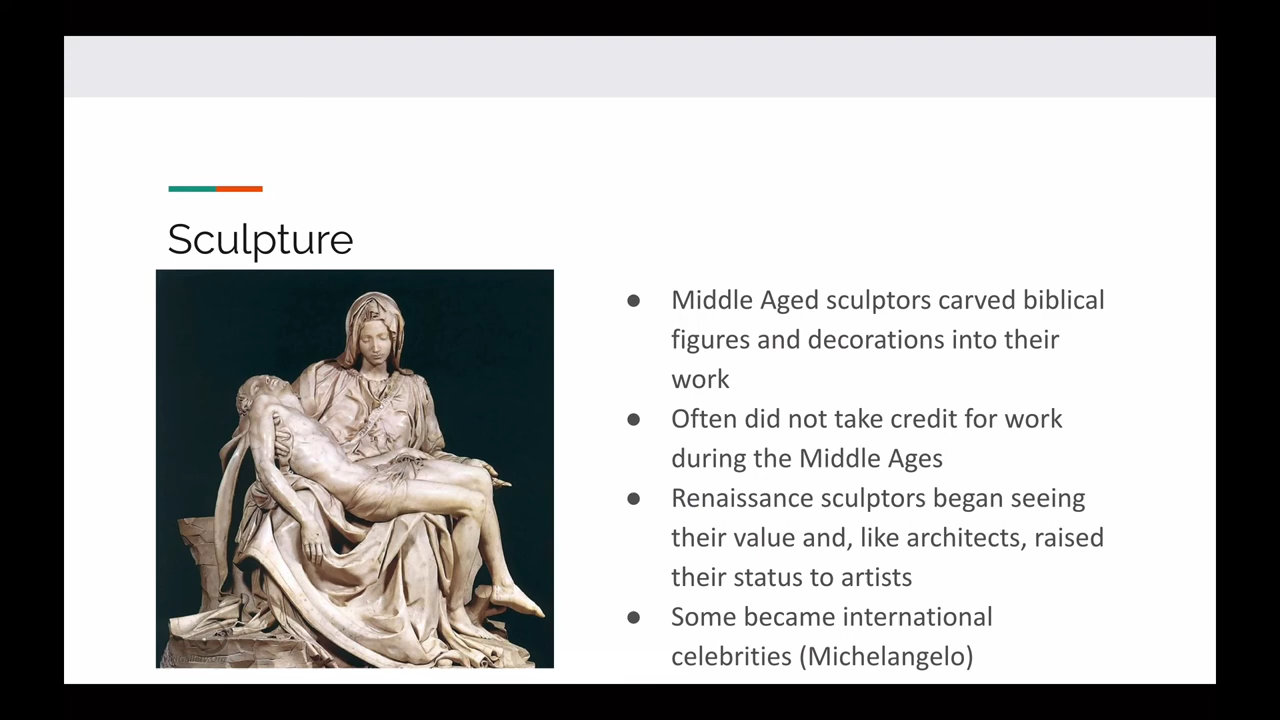 Sculpture
● Middle Aged sculptors carved biblical
figures and decorations into their
work
● Often did not take credit for work
during the Middle Ages
● Renaissance sculptors began seeing
their value and, like architects, raised
their status to artists
● Some became international
celebrities (Michelangelo)